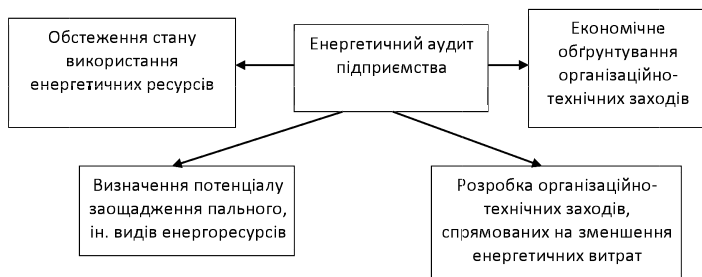 Обстеження стану
використання
енергетичних ресурсів
Енергетичний аудит
підприємства
Економічне
обґрунтування
організаційно-
технічних заходів
Визначення потенціалу
заощадження пального,
ін. видів енергоресурсів
Розробка організаційно-
технічних заходів,
спрямованих на зменшення
енергетичних витрат